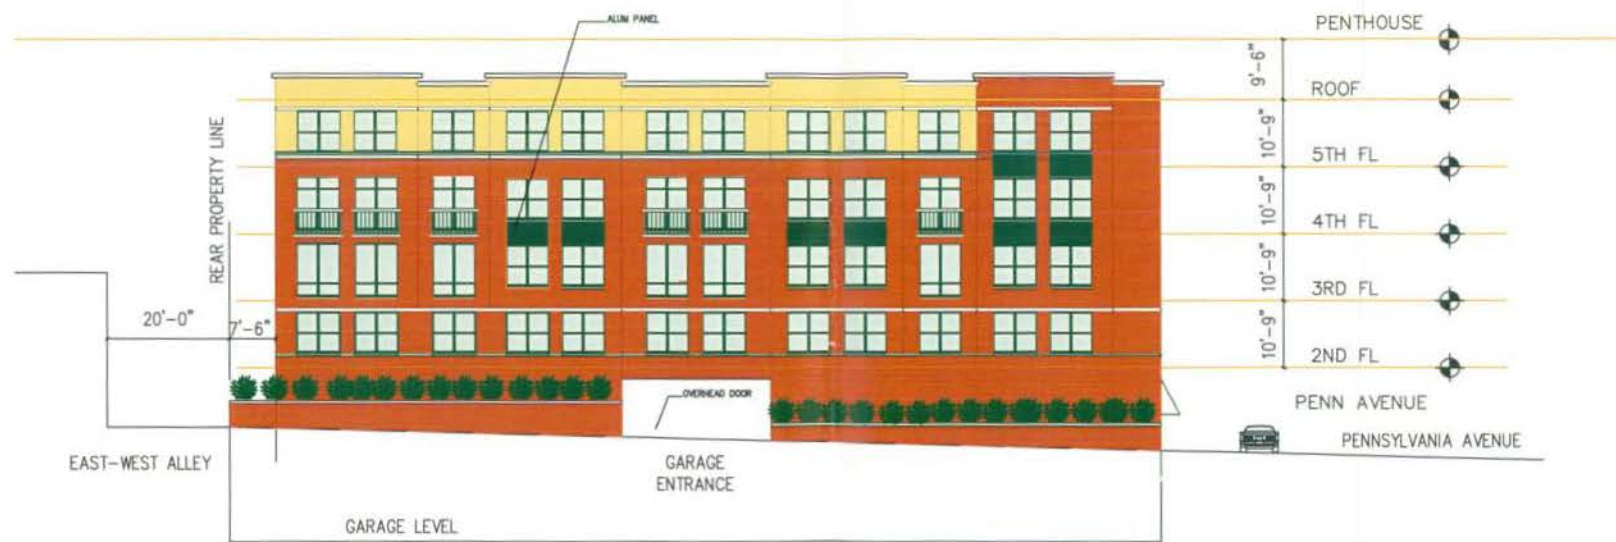 ALUM PANEL
PENTHOUSE
9'-6"
ROOF
10'-9"
5TH FL
10'-9"
4TH FL
10'-9"
3RD FL
10'-9"
2ND FL
REAR PROPERTY LINE
20'-0"
7'-6"
OVERHEAD DOOR
PENN AVENUE
PENNSYLVANIA AVENUE
EAST-WEST ALLEY
GARAGE
ENTRANCE
GARAGE LEVEL